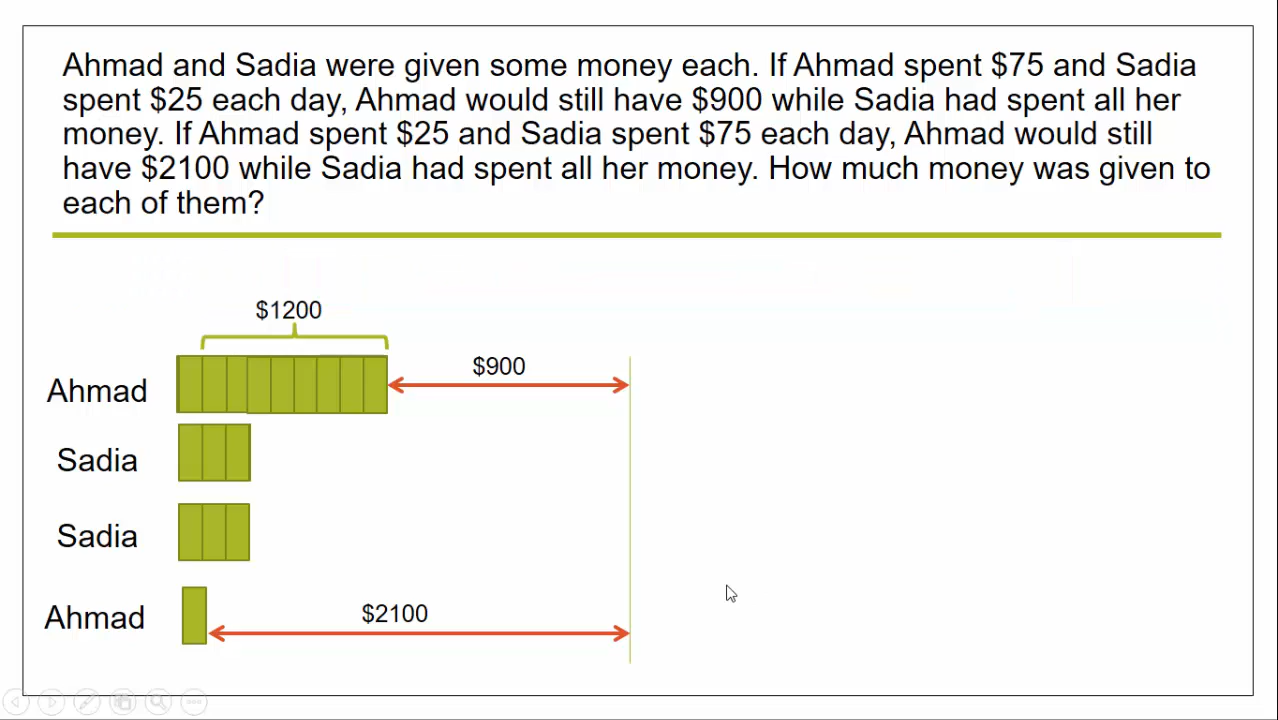 Ahmad and Sadia were given some money each. If Ahmad spent $75 and Sadia
spent $25 each day, Ahmad would still have $900 while Sadia had spent all her
money. If Ahmad spent $25 and Sadia spent $75 each day, Ahmad would still
have $2100 while Sadia had spent all her money. How much money was given to
each of them?
$1200
$900
Ahmad
Sadia
Sadia
$2100
Ahmad